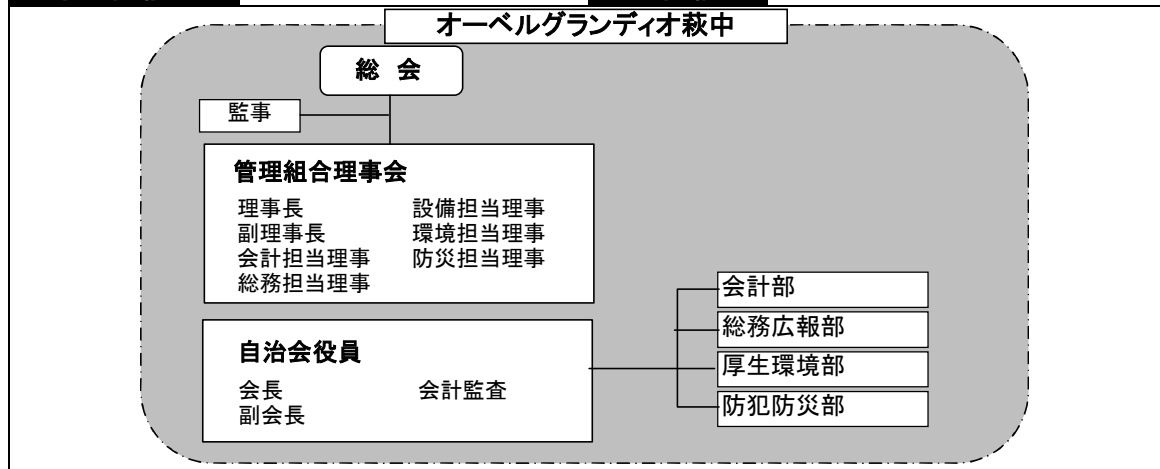 オーベルグランディオ萩中
総 会
監事
管理組合理事会
理事長
副理事長
会計担当理事
総務担当理事
設備担当理事
環境担当理事
防災担当理事
自治会役員
会長
副会長
会計監査
会計部
総務広報部
厚生環境部
防犯防災部